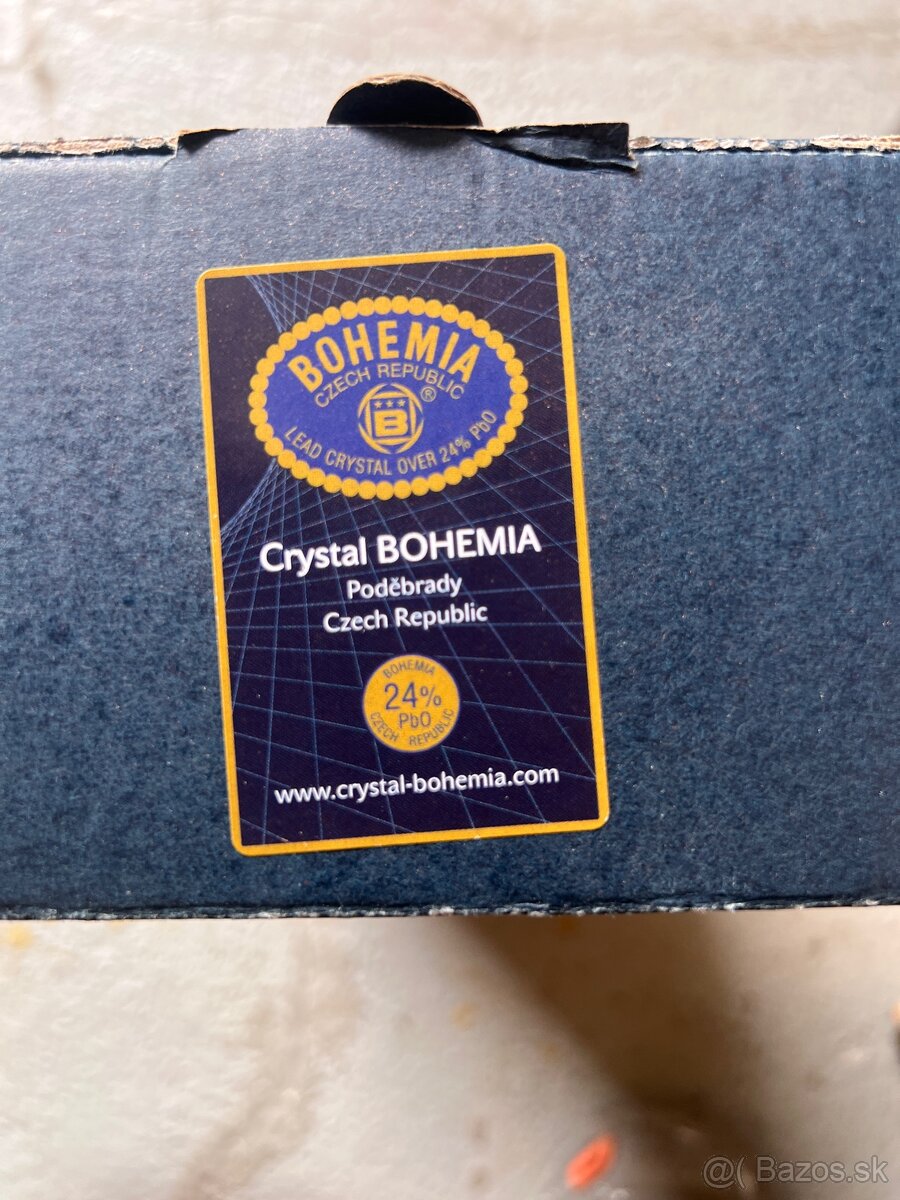 BOHEMIA
CZECH REPUBLIC
®
B
LEAD CRYSTAL OVER 24% PbO
Crystal BOHEMIA
Poděbrady
Czech Republic
BOHEMIA
24%
PbO
CZECH REPUBLIC
www.crystal-bohemia.com
@( Bazos.sk